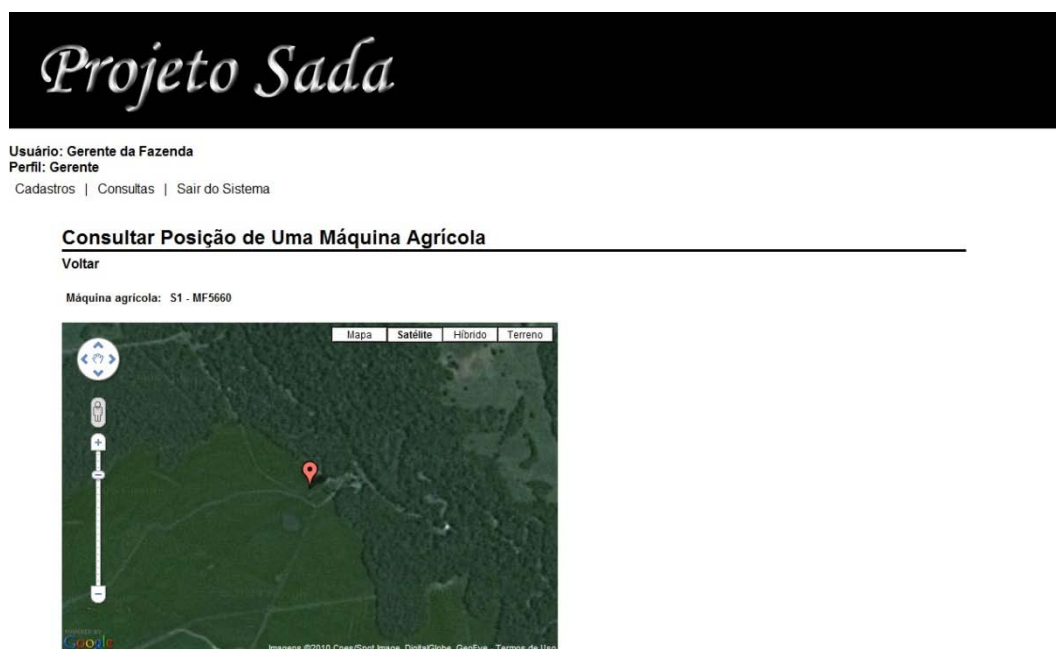 Projeto Sada
Usuário: Gerente da Fazenda
Perfil: Gerente
Cadastros | Consultas | Sair do Sistema
Consultar Posição de Uma Máquina Agrícola
Voltar
Máquina agrícola: S1 - MF5660
Mapa Satélite Híbrido Terreno
POWERED BY
Google
Imagens ©2010 Cnes/Spot Image, DigitalGlobe, GeoEye - Termos de Uso